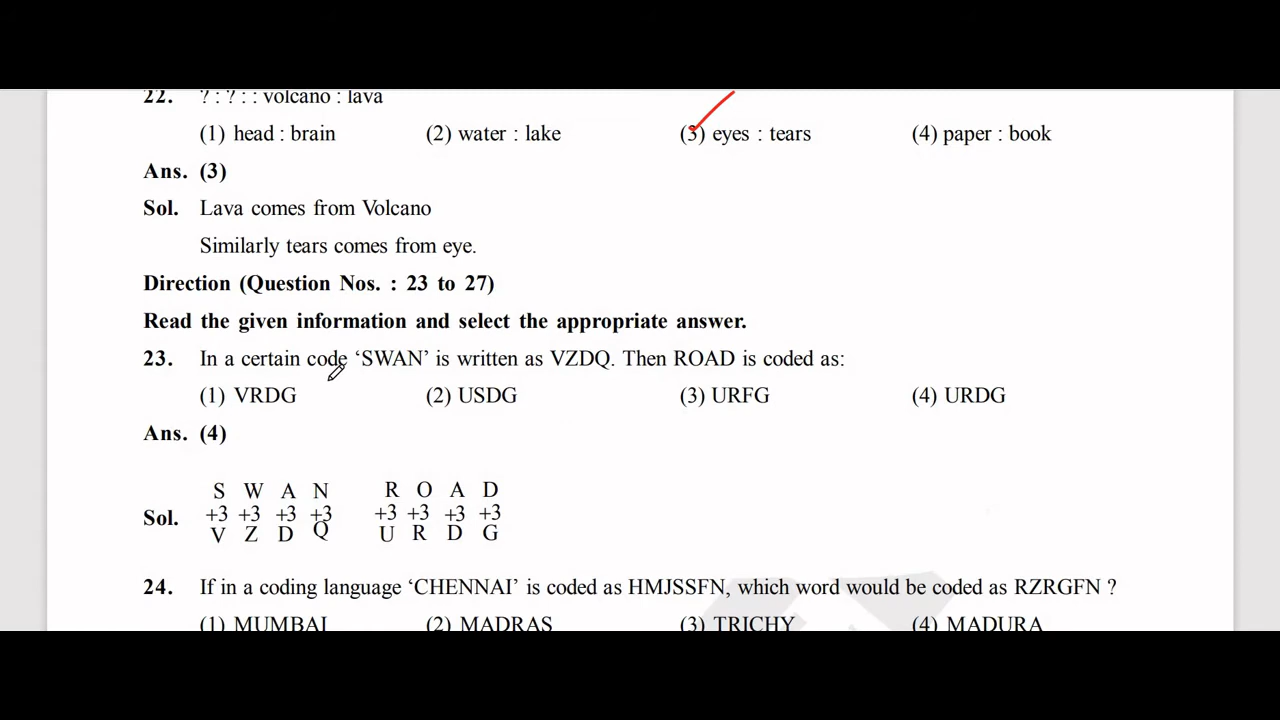 22. ? : ? : : volcano : lava
(1) head : brain (2) water : lake (3) eyes : tears (4) paper : book
Ans. (3)
Sol. Lava comes from Volcano
Similarly tears comes from eye.
Direction (Question Nos. : 23 to 27)
Read the given information and select the appropriate answer.
23. In a certain code ‘SWAN’ is written as VZDQ. Then ROAD is coded as:
(1) VRDG (2) USDG (3) URFG (4) URDG
Ans. (4)
S W A N R O A D
Sol. +3 +3 +3 +3 +3 +3 +3 +3
V Z D Q U R D G
24. If in a coding language ‘CHENNAI’ is coded as HMJSSFN, which word would be coded as RZRGFN ?
(1) MUMBAI (2) MADRAS (3) TRICHY (4) MADURA